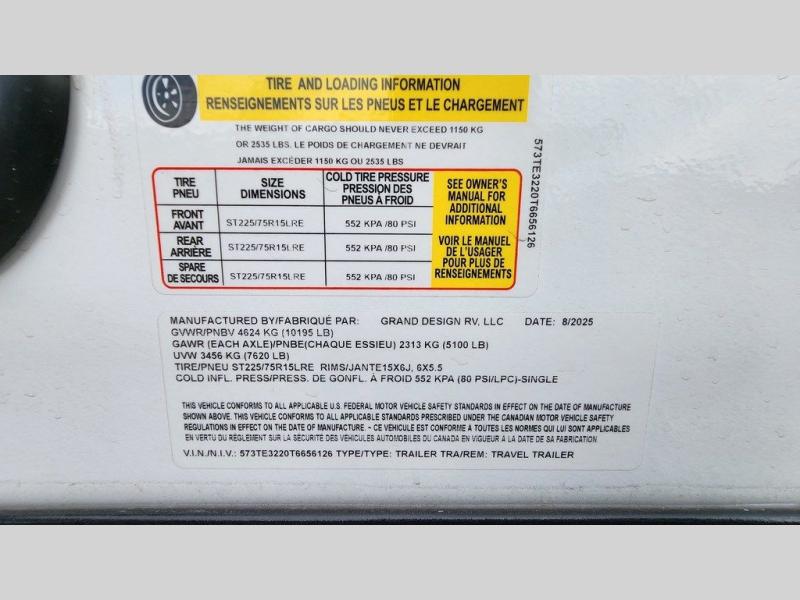 TIRE AND LOADING INFORMATION
RENSEIGNEMENTS SUR LES PNEUS ET LE CHARGEMENT
THE WEIGHT OF CARGO SHOULD NEVER EXCEED 1150 KG
OR 2535 LBS. LE POIDS DE CHARGEMENT NE DEVRAIT
JAMAIS EXCÉDER 1150 KG OU 2535 LBS
TIRE PNEU SIZE DIMENSIONS COLD TIRE PRESSURE PRESSION DES PNEUS À FROID
FRONT AVANT ST225/75R15LRE 552 KPA /80 PSI
REAR ARRIÈRE ST225/75R15LRE 552 KPA /80 PSI
SPARE DE SECOURS ST225/75R15LRE 552 KPA /80 PSI
SEE OWNER'S
MANUAL FOR
ADDITIONAL
INFORMATION
VOIR LE MANUEL
DE L'USAGER
POUR PLUS DE
RENSEIGNEMENTS
573TE3220T6656126
MANUFACTURED BY/FABRIQUÉ PAR: GRAND DESIGN RV, LLC DATE: 8/2025
GVWR/PNBV 4624 KG (10195 LB)
GAWR (EACH AXLE)/PNBE(CHAQUE ESSIEU) 2313 KG (5100 LB)
UVW 3456 KG (7620 LB)
TIRE/PNEU ST225/75R15LRE RIMS/JANTE15X6J, 6X5.5
COLD INFL. PRESS/PRESS. DE GONFL. À FROID 552 KPA (80 PSI/LPC)-SINGLE
THIS VEHICLE CONFORMS TO ALL APPLICABLE U.S. FEDERAL MOTOR VEHICLE SAFETY STANDARDS IN EFFECT ON THE DATE OF MANUFACTURE
SHOWN ABOVE. THIS VEHICLE CONFORMS TO ALL APPLICABLE STANDARDS PRESCRIBED UNDER THE CANADIAN MOTOR VEHICLE SAFETY
REGULATIONS IN EFFECT ON THE DATE OF MANUFACTURE. - CE VÉHICULE EST CONFORME À TOUTES LES NORMES QUI LUI SONT APPLICABLES
EN VERTU DU RÈGLEMENT SUR LA SÉCURITÉ DES VÉHICULES AUTOMOBILES DU CANADA EN VIGUEUR À LA DATE DE SA FABRICATION.
V.I.N./N.I.V.: 573TE3220T6656126 TYPE/TYPE: TRAILER TRA/REM: TRAVEL TRAILER